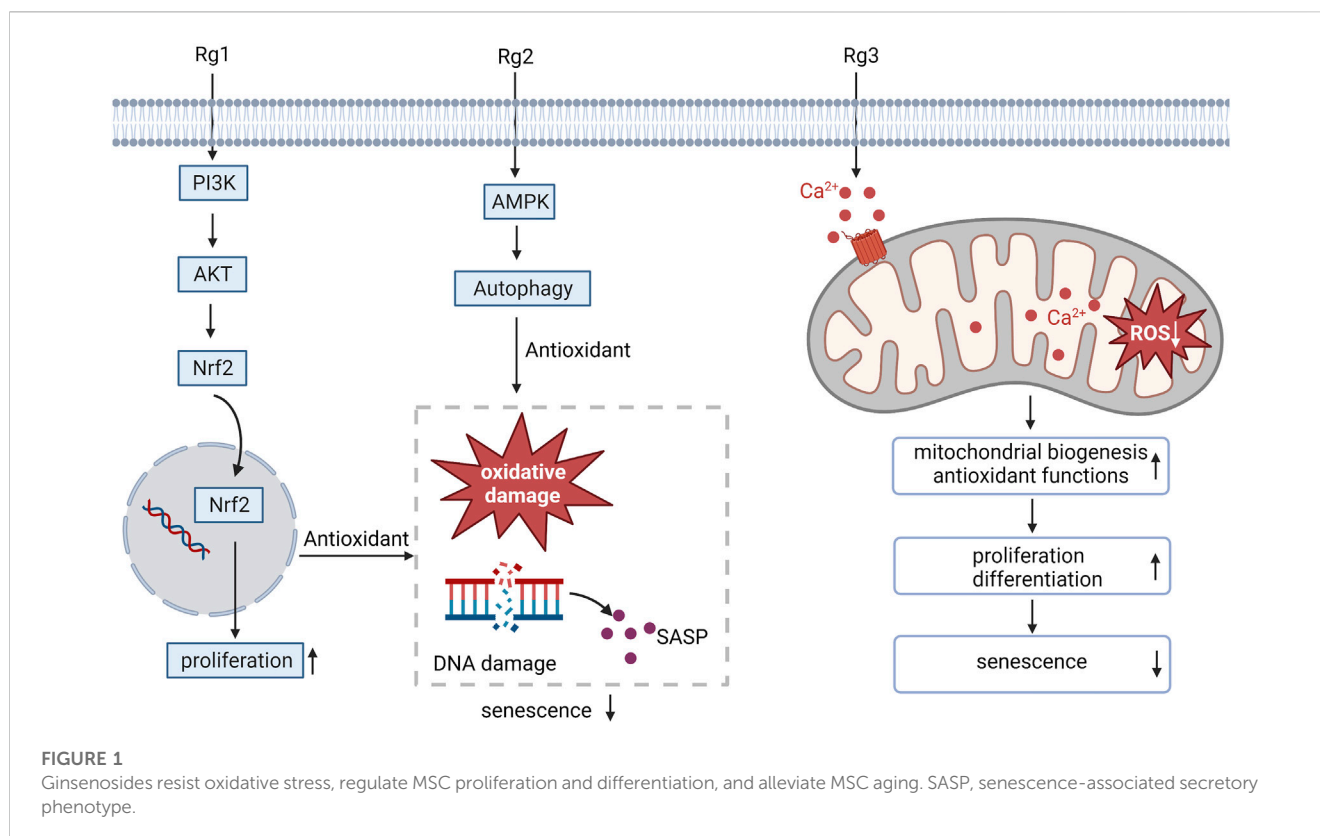 Rg1
Rg2
Rg3
PI3K
AKT
Nrf2
Nrf2
proliferation
Antioxidant
AMPK
Autophagy
Antioxidant
oxidative
damage
DNA damage
SASP
senescence
Ca²⁺
Ca²⁺
ROS
mitochondrial biogenesis
antioxidant functions
proliferation
differentiation
senescence
FIGURE 1
Ginsenosides resist oxidative stress, regulate MSC proliferation and differentiation, and alleviate MSC aging. SASP, senescence-associated secretory
phenotype.